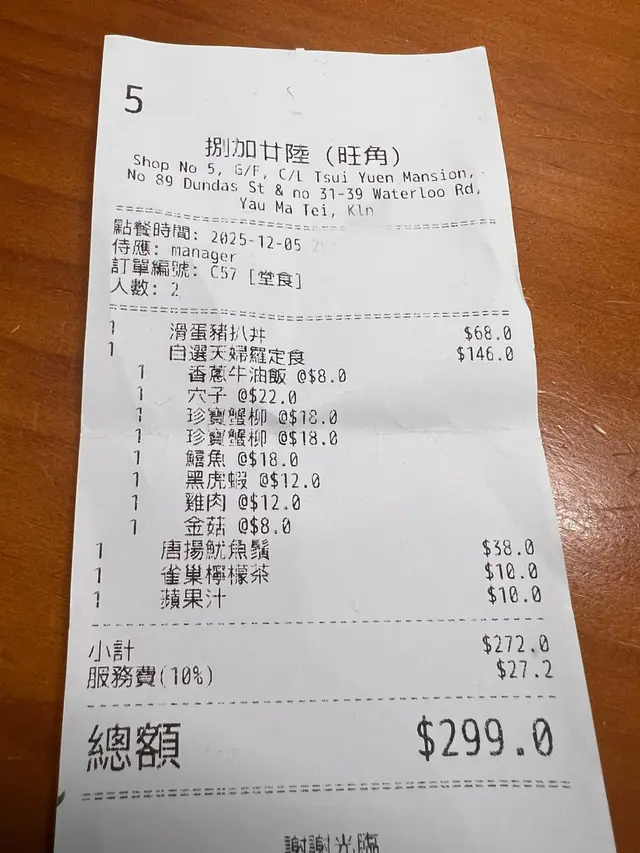 5
捌加廿陸 (旺角)
Shop No 5, G/F, C/L Tsui Yuen Mansion,
No 89 Dundas St & no 31-39 Waterloo Rd,
Yau Ma Tei, Kln
點餐時間: 2025-12-05
侍應: manager
訂單編號: C57 [堂食]
人數: 2
1 滑蛋豬扒丼 $68.0
1 自選天婦羅定食 $146.0
1 香蔥牛油飯 @$8.0
1 穴子 @$22.0
1 珍寶蟹柳 @$18.0
1 珍寶蟹柳 @$18.0
1 鱚魚 @$18.0
1 黑虎蝦 @$12.0
1 雞肉 @$12.0
1 金菇 @$8.0
1 唐揚魷魚鬚 $38.0
1 雀巢檸檬茶 $10.0
1 蘋果汁 $10.0
小計 $272.0
服務費(10%) $27.2
總額 $299.0
謝謝光臨